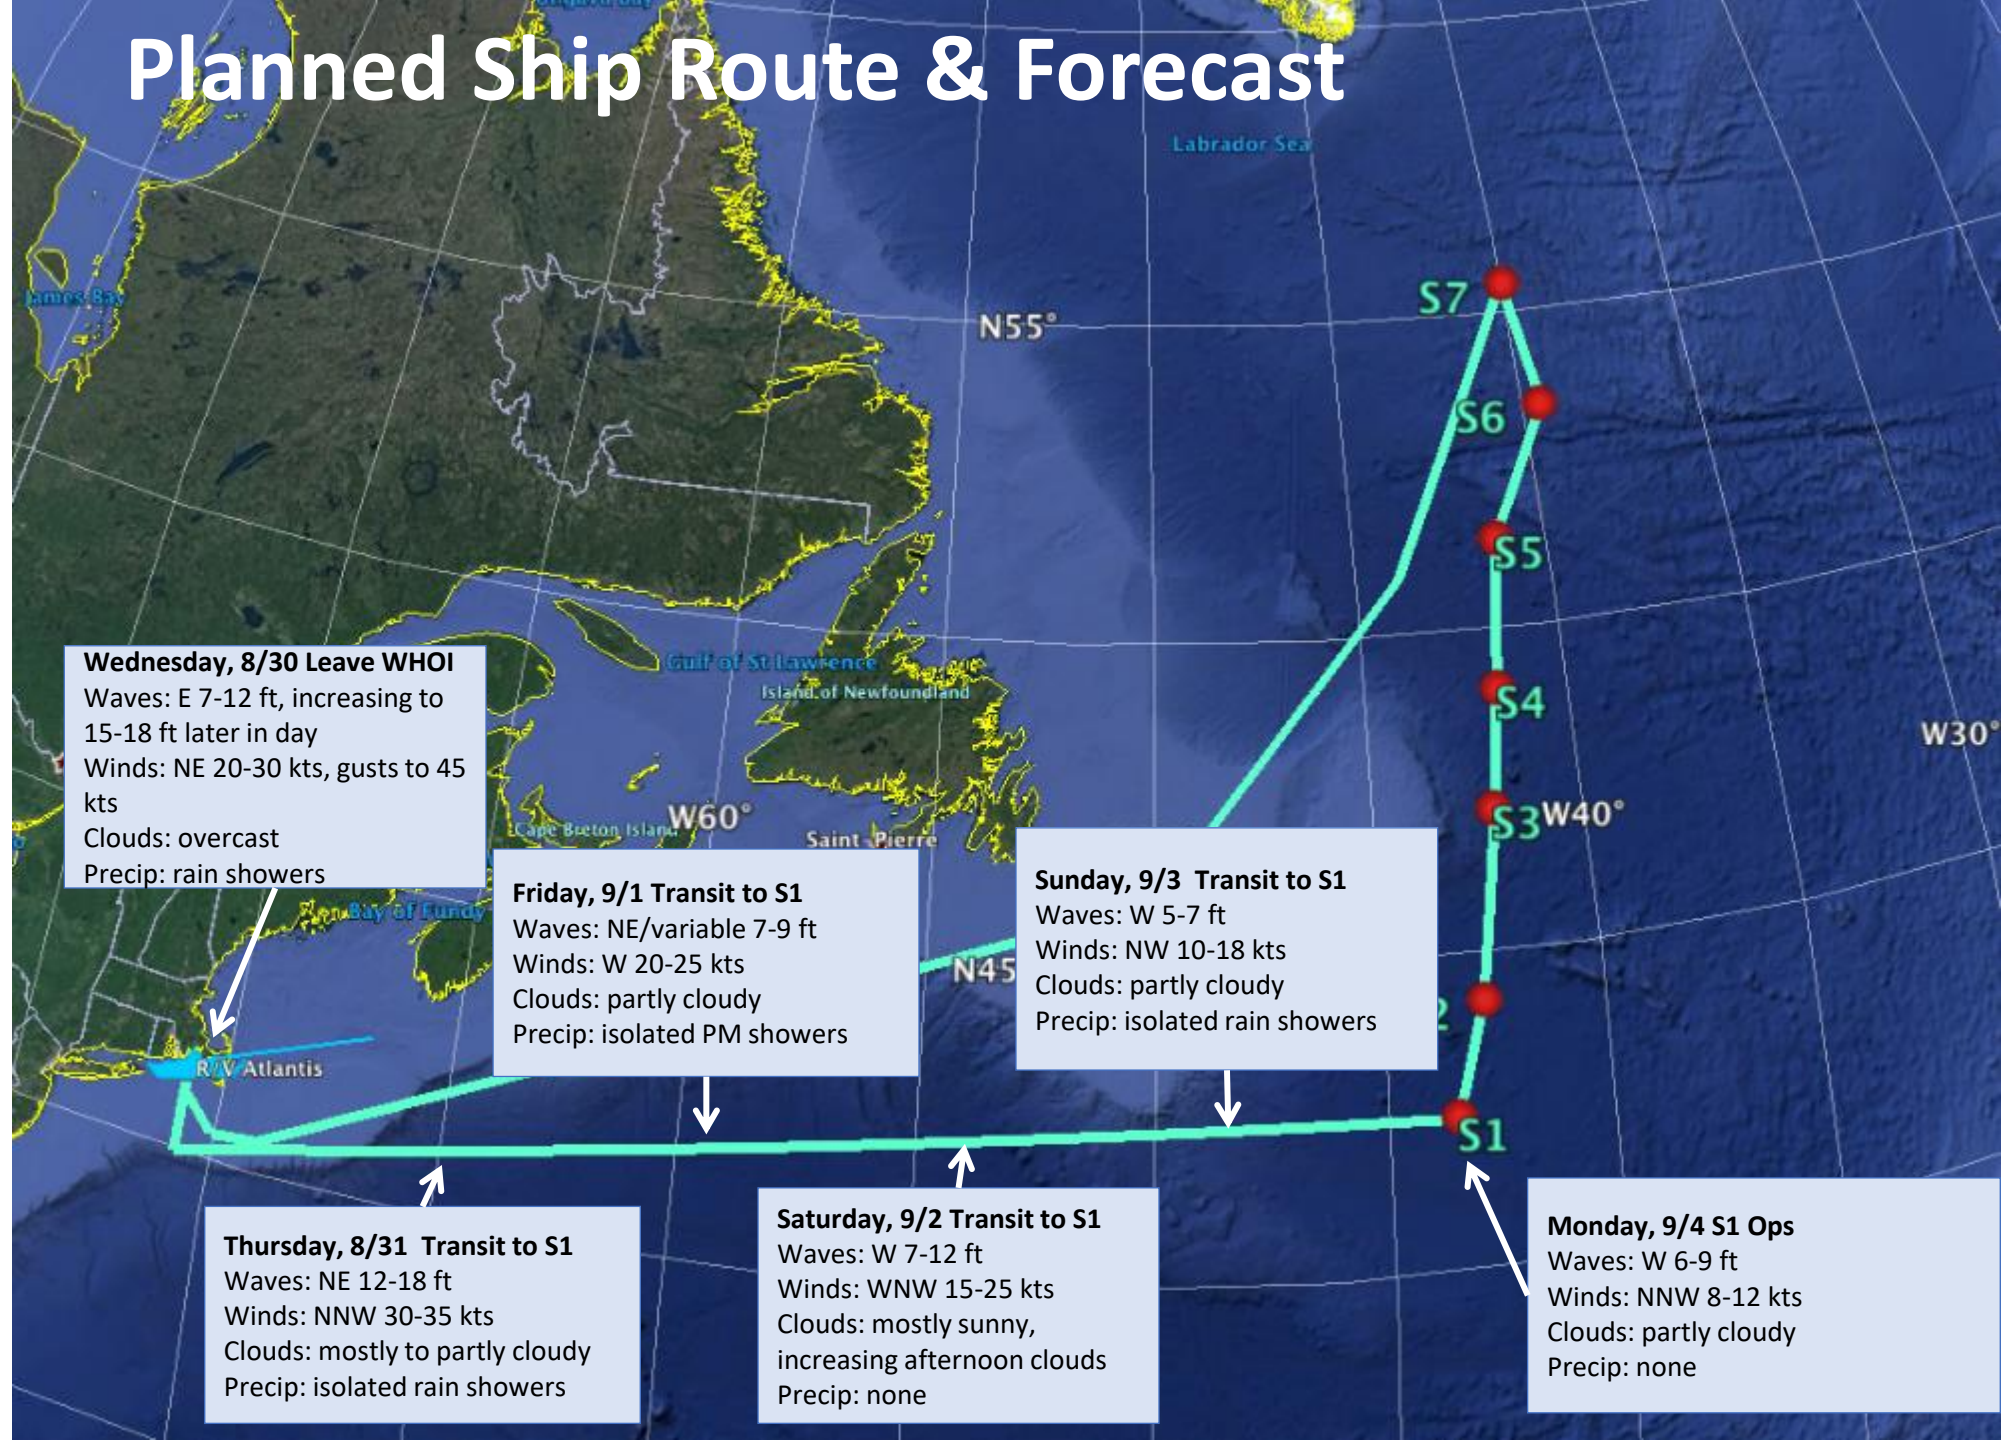 Planned Ship Route & Forecast
Labrador Sea
James Bay
N55°
S7
S6
S5
Gulf of St Lawrence
Island of Newfoundland
S4
W30°
Wednesday, 8/30 Leave WHOI
Waves: E 7-12 ft, increasing to
15-18 ft later in day
Winds: NE 20-30 kts, gusts to 45
kts
Clouds: overcast
Precip: rain showers
Cape Breton Island
W60°
Saint-Pierre
S3
W40°
Bay of Fundy
Friday, 9/1 Transit to S1
Waves: NE/variable 7-9 ft
Winds: W 20-25 kts
Clouds: partly cloudy
Precip: isolated PM showers
N45
Sunday, 9/3  Transit to S1
Waves: W 5-7 ft
Winds: NW 10-18 kts
Clouds: partly cloudy
Precip: isolated rain showers
2
R/V Atlantis
S1
Thursday, 8/31  Transit to S1
Waves: NE 12-18 ft
Winds: NNW 30-35 kts
Clouds: mostly to partly cloudy
Precip: isolated rain showers
Saturday, 9/2 Transit to S1
Waves: W 7-12 ft
Winds: WNW 15-25 kts
Clouds: mostly sunny,
increasing afternoon clouds
Precip: none
Monday, 9/4 S1 Ops
Waves: W 6-9 ft
Winds: NNW 8-12 kts
Clouds: partly cloudy
Precip: none